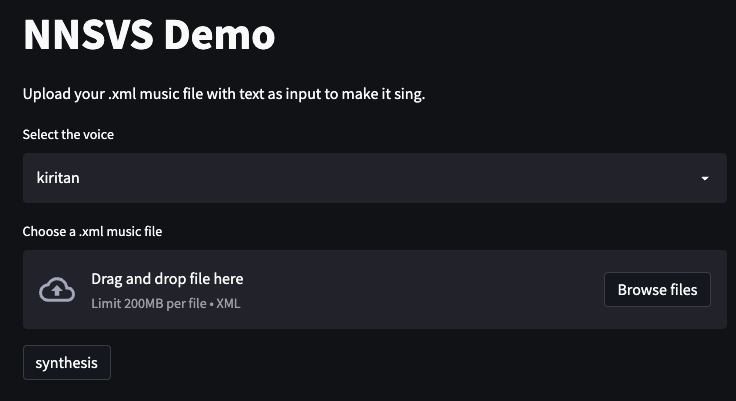 NNSVS Demo
Upload your .xml music file with text as input to make it sing.
Select the voice
kiritan
Choose a .xml music file
Drag and drop file here
Limit 200MB per file • XML
Browse files
synthesis